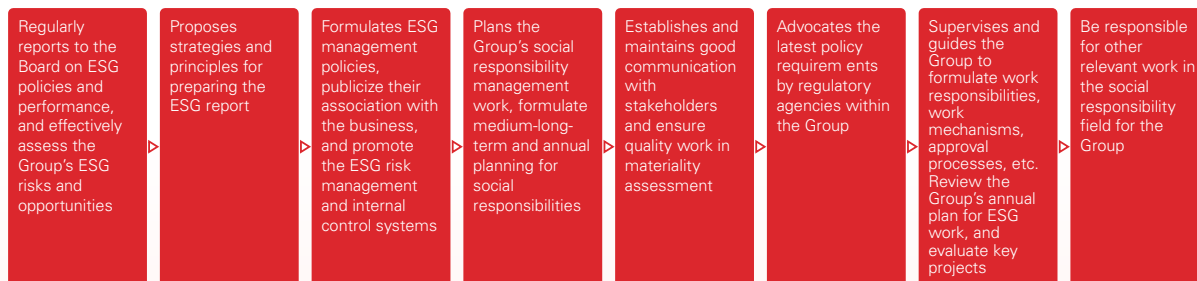 Regularly
reports to the
Board on ESG
policies and
performance,
and effectively
assess the
Group's ESG
risks and
opportunities
Proposes
strategies and
principles for
preparing the
ESG report
Formulates ESG
management
policies,
publicize their
association with
the business,
and promote
the ESG risk
management
and internal
control systems
Plans the
Group's social
responsibility
management
work, formulate
medium-long-
term and annual
planning for
social
responsibilities
Establishes and
maintains good
communication
with
stakeholders
and ensure
quality work in
materiality
assessment
Advocates the
latest policy
requirem ents
by regulatory
agencies within
the Group
Supervises and
guides the
Group to
formulate work
responsibilities,
work
mechanisms,
approval
processes, etc.
Review the
Group's annual
plan for ESG
work, and
evaluate key
projects
Be responsible
for other
relevant work in
the social
responsibility
field for the
Group